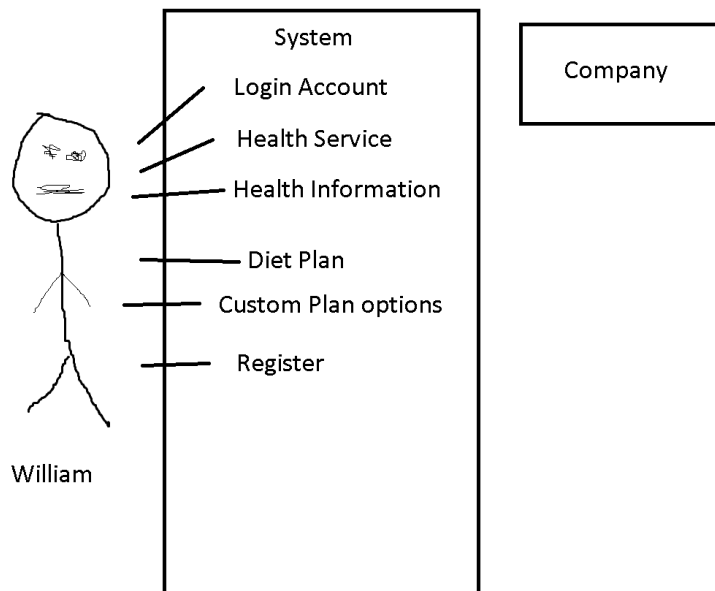 System
Login Account
Health Service
Health Information
Diet Plan
Custom Plan options
Register
William
Company